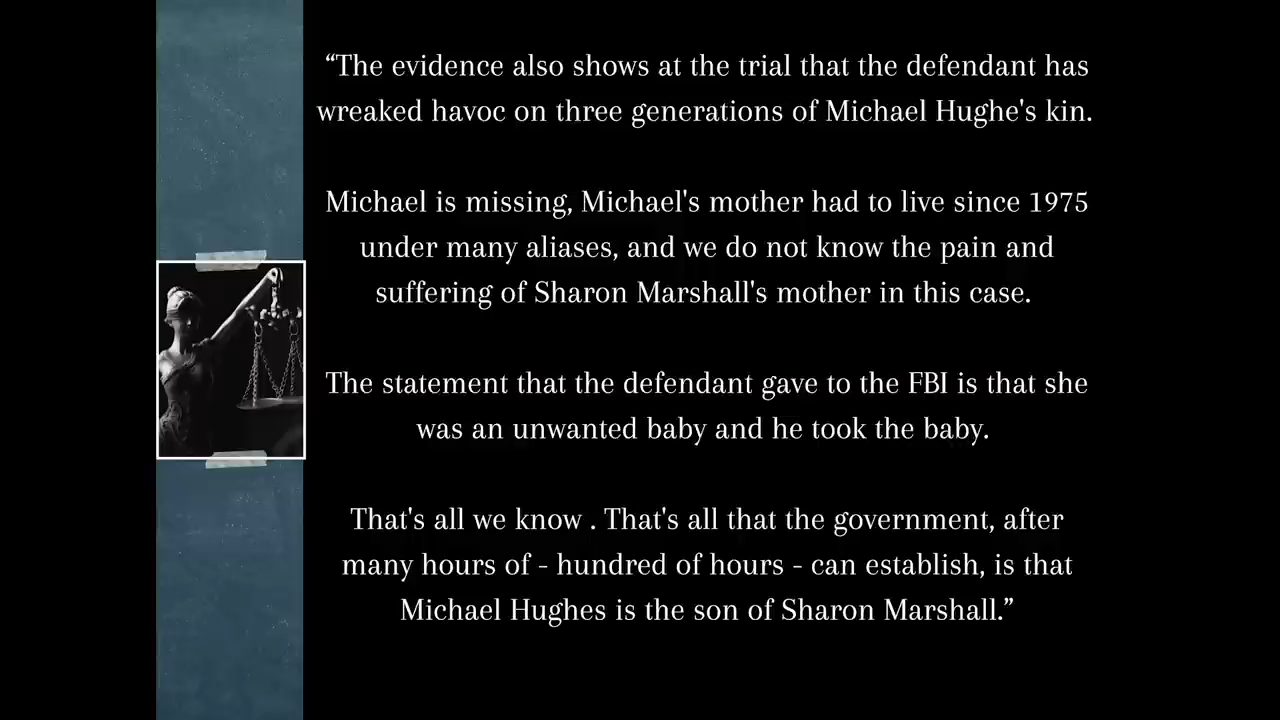 “The evidence also shows at the trial that the defendant has
wreaked havoc on three generations of Michael Hughe's kin.
Michael is missing, Michael's mother had to live since 1975
under many aliases, and we do not know the pain and
suffering of Sharon Marshall's mother in this case.
The statement that the defendant gave to the FBI is that she
was an unwanted baby and he took the baby.
That's all we know . That's all that the government, after
many hours of - hundred of hours - can establish, is that
Michael Hughes is the son of Sharon Marshall.”